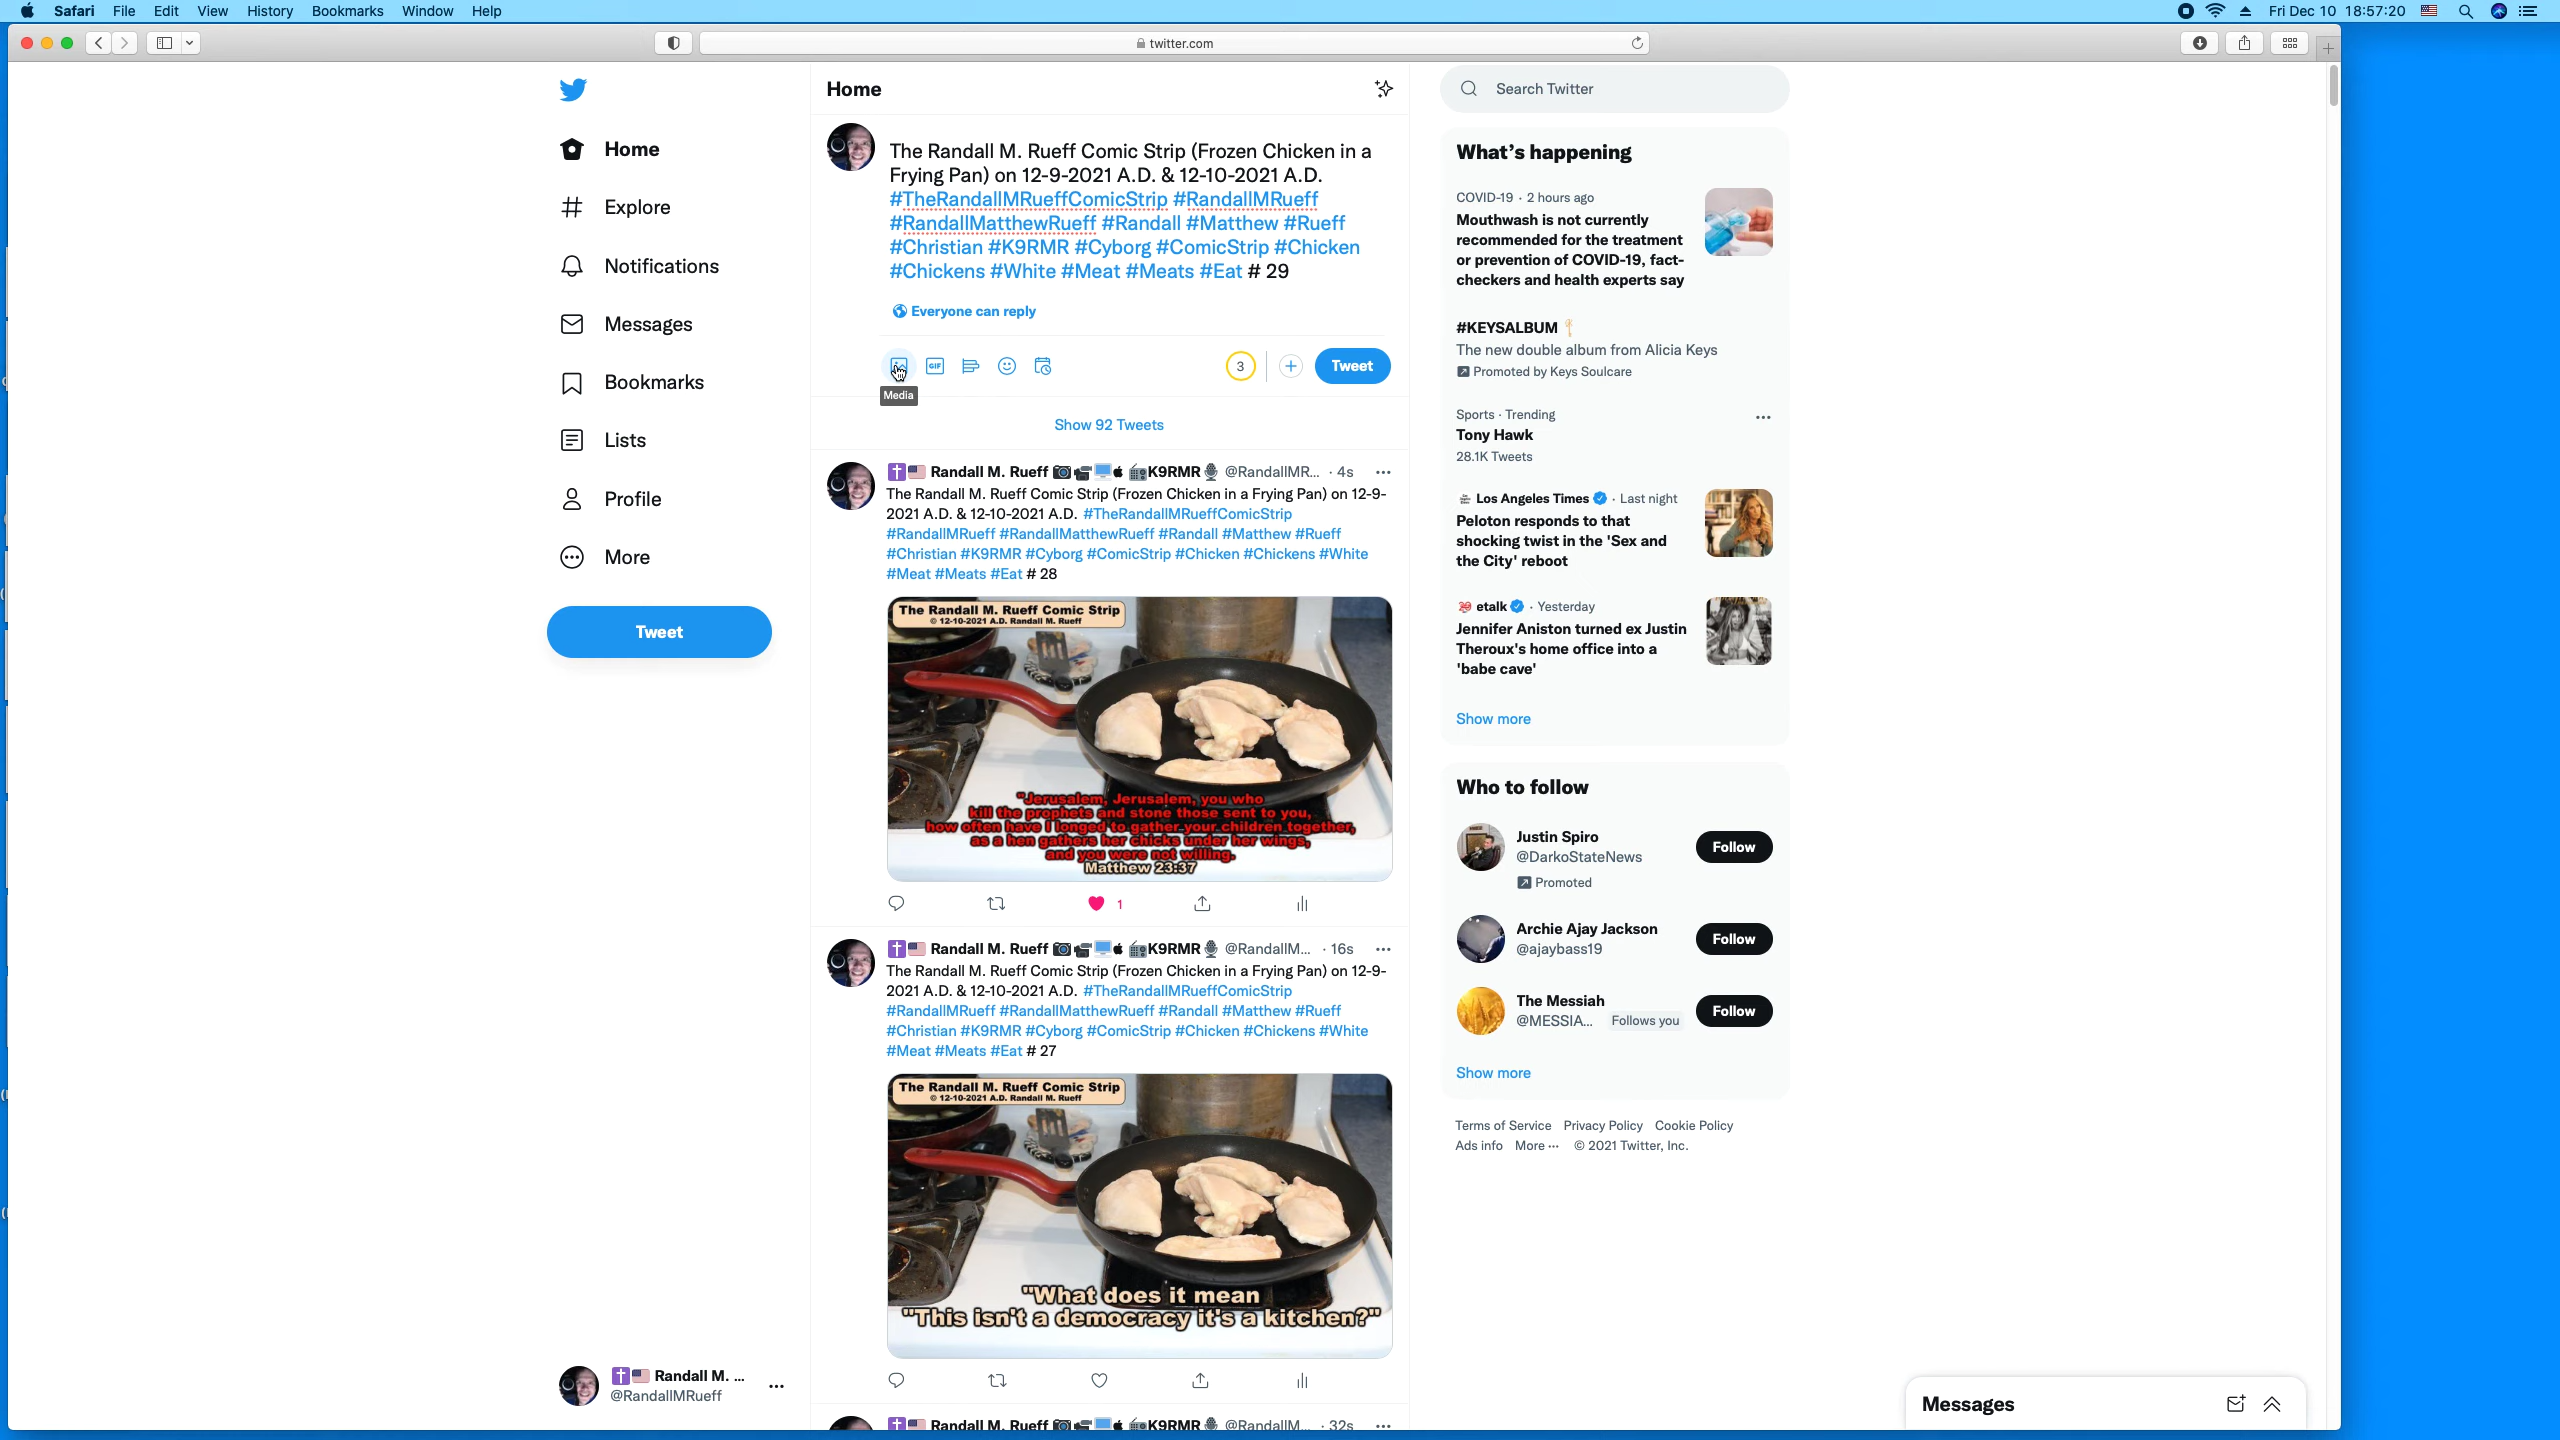 Safari File Edit View History Bookmarks Window Help
Fri Dec 10 18:57:20
twitter.com
Home
Explore
Notifications
Messages
Bookmarks
Lists
Profile
More
Tweet
Randall M. ...
@RandallMRueff
Home
The Randall M. Rueff Comic Strip (Frozen Chicken in a
Frying Pan) on 12-9-2021 A.D. & 12-10-2021 A.D.
#TheRandallMRueffComicStrip #RandallMRueff
#RandallMatthewRueff #Randall #Matthew #Rueff
#Christian #K9RMR #Cyborg #ComicStrip #Chicken
#Chickens #White #Meat #Meats #Eat # 29
Everyone can reply
GIF
3
Tweet
Media
Show 92 Tweets
Randall M. Rueff K9RMR @RandallMR... · 4s
The Randall M. Rueff Comic Strip (Frozen Chicken in a Frying Pan) on 12-9-
2021 A.D. & 12-10-2021 A.D. #TheRandallMRueffComicStrip
#RandallMRueff #RandallMatthewRueff #Randall #Matthew #Rueff
#Christian #K9RMR #Cyborg #ComicStrip #Chicken #Chickens #White
#Meat #Meats #Eat # 28
The Randall M. Rueff Comic Strip
© 12-10-2021 A.D. Randall M. Rueff
"Jerusalem, Jerusalem, you who
kill the prophets and stone those sent to you,
how often have I longed to gather your children together,
as a hen gathers her chicks under her wings,
and you were not willing.
Matthew 23:37
1
Randall M. Rueff K9RMR @RandallM... · 16s
The Randall M. Rueff Comic Strip (Frozen Chicken in a Frying Pan) on 12-9-
2021 A.D. & 12-10-2021 A.D. #TheRandallMRueffComicStrip
#RandallMRueff #RandallMatthewRueff #Randall #Matthew #Rueff
#Christian #K9RMR #Cyborg #ComicStrip #Chicken #Chickens #White
#Meat #Meats #Eat # 27
The Randall M. Rueff Comic Strip
© 12-10-2021 A.D. Randall M. Rueff
"What does it mean
"This isn't a democracy it's a kitchen?"
Randall M. Rueff K9RMR @RandallM... · 32s
Search Twitter
What's happening
COVID-19 · 2 hours ago
Mouthwash is not currently
recommended for the treatment
or prevention of COVID-19, fact-
checkers and health experts say
#KEYSALBUM
The new double album from Alicia Keys
Promoted by Keys Soulcare
Sports · Trending
Tony Hawk
28.1K Tweets
Los Angeles Times · Last night
Peloton responds to that
shocking twist in the 'Sex and
the City' reboot
etalk · Yesterday
Jennifer Aniston turned ex Justin
Theroux's home office into a
'babe cave'
Show more
Who to follow
Justin Spiro
@DarkoStateNews
Follow
Promoted
Archie Ajay Jackson
@ajaybass19
Follow
The Messiah
@MESSIA... Follows you
Follow
Show more
Terms of Service Privacy Policy Cookie Policy
Ads info More ··· © 2021 Twitter, Inc.
Messages